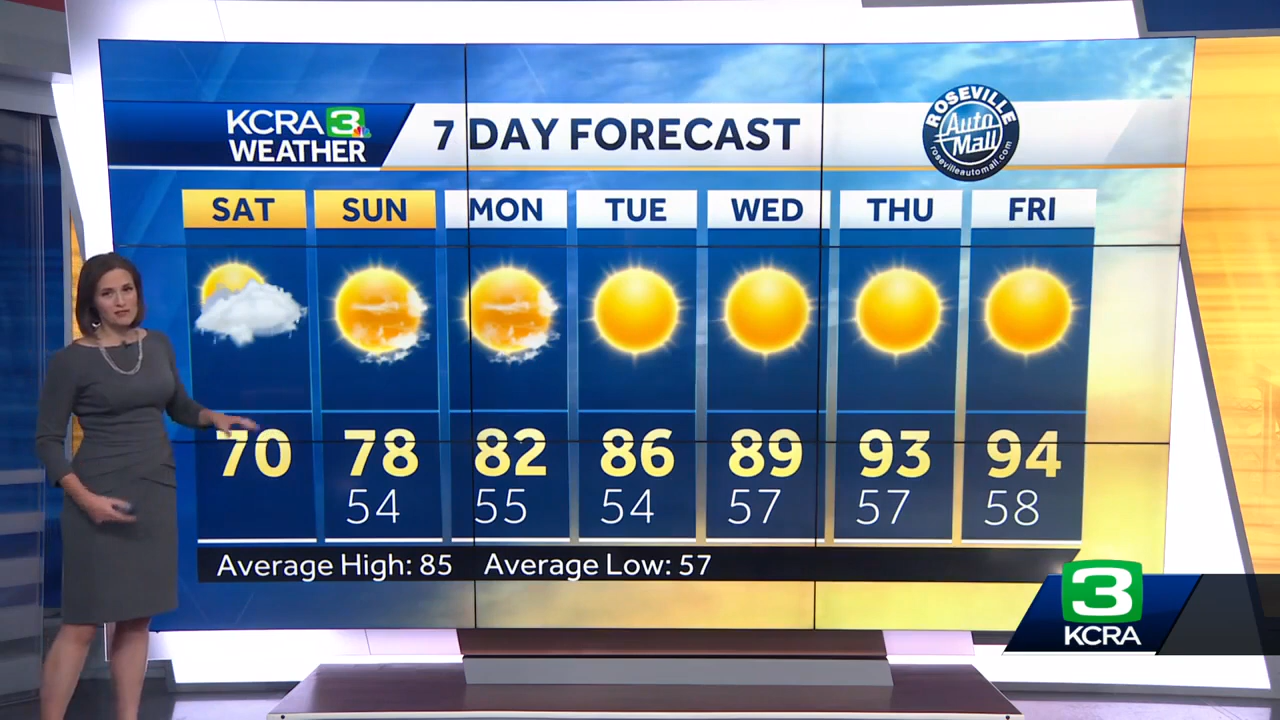 KCRA 3
WEATHER
7 DAY FORECAST
ROSEVILLE
Auto
Mall
rosevilleautomall.com
SAT SUN MON TUE WED THU FRI
70 78 82 86 89 93 94
54 55 54 57 57 58
Average High: 85 Average Low: 57
3
KCRA